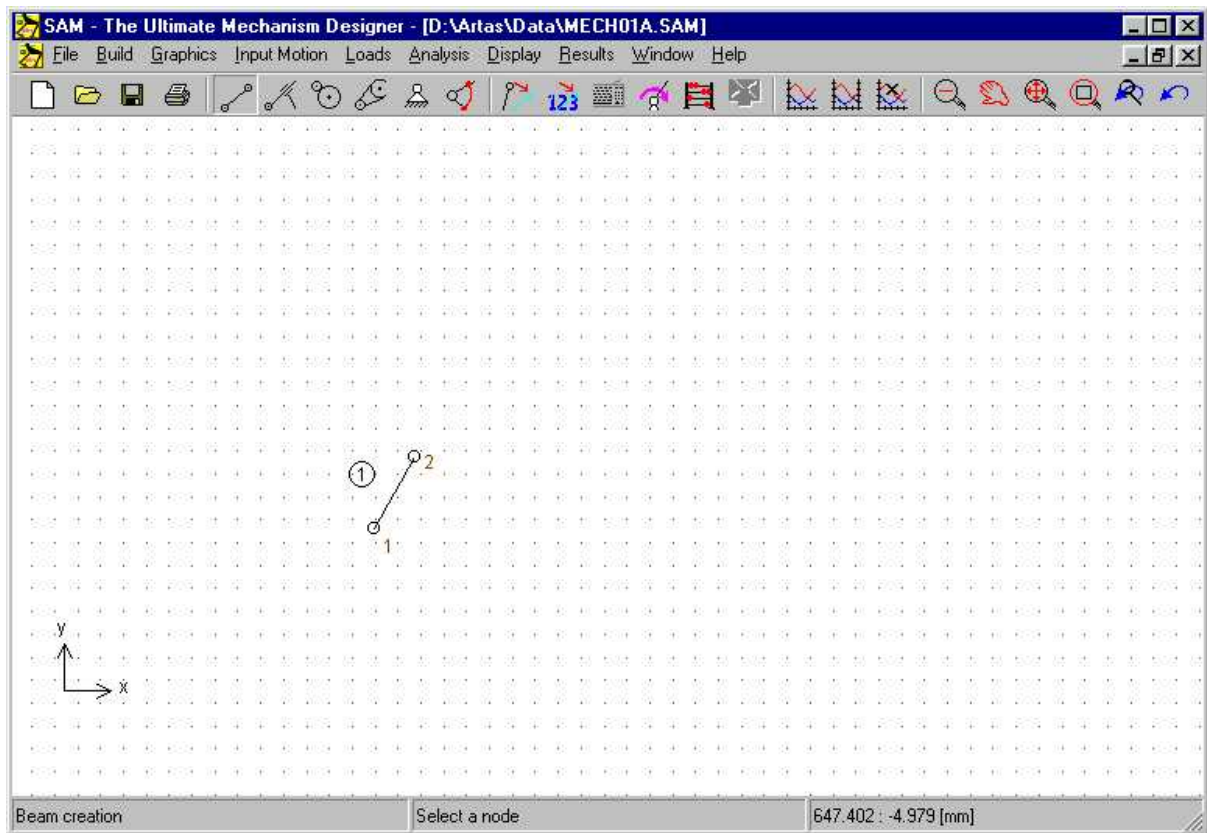 SAM - The Ultimate Mechanism Designer - [D:\Artas\Data\MECH01A.SAM]
File Build Graphics Input Motion Loads Analysis Display Results Window Help
123
1
2
1
y
x
Beam creation Select a node 647.402 : -4.979 [mm]